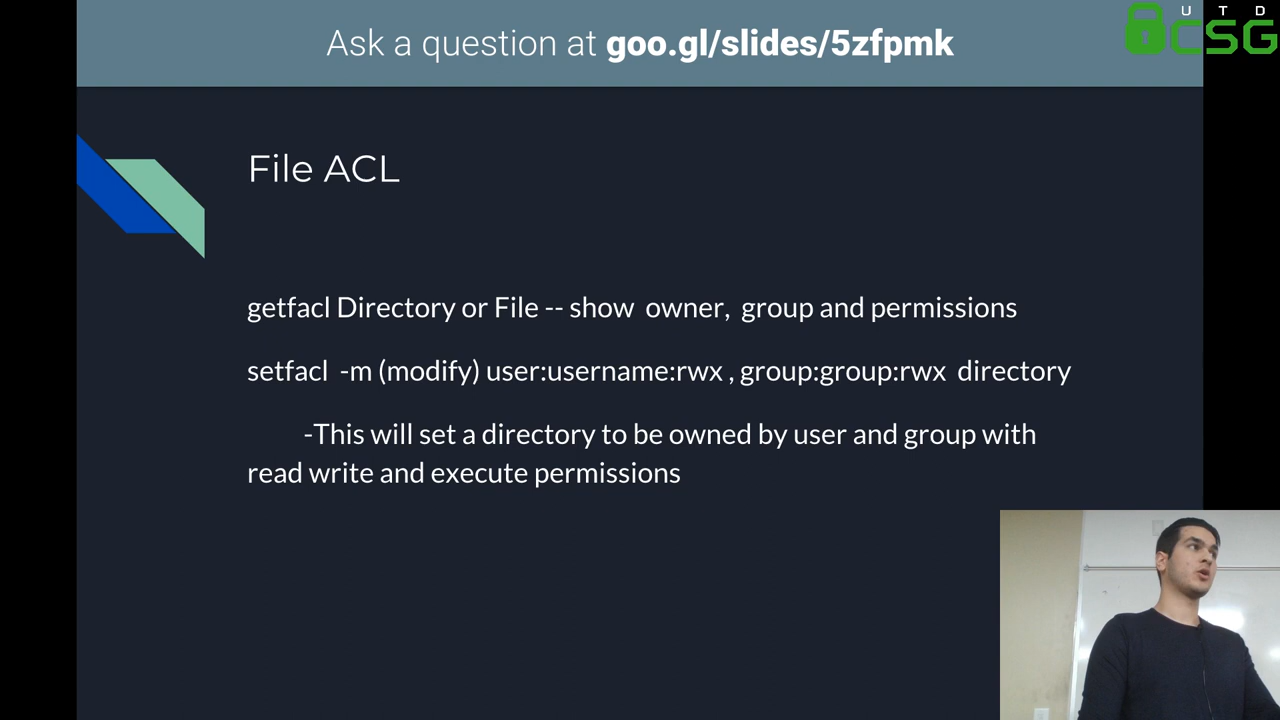 Ask a question at goo.gl/slides/5zfpmk
UTD
CSG
File ACL
getfacl Directory or File -- show owner, group and permissions
setfacl -m (modify) user:username:rwx , group:group:rwx directory
-This will set a directory to be owned by user and group with
read write and execute permissions